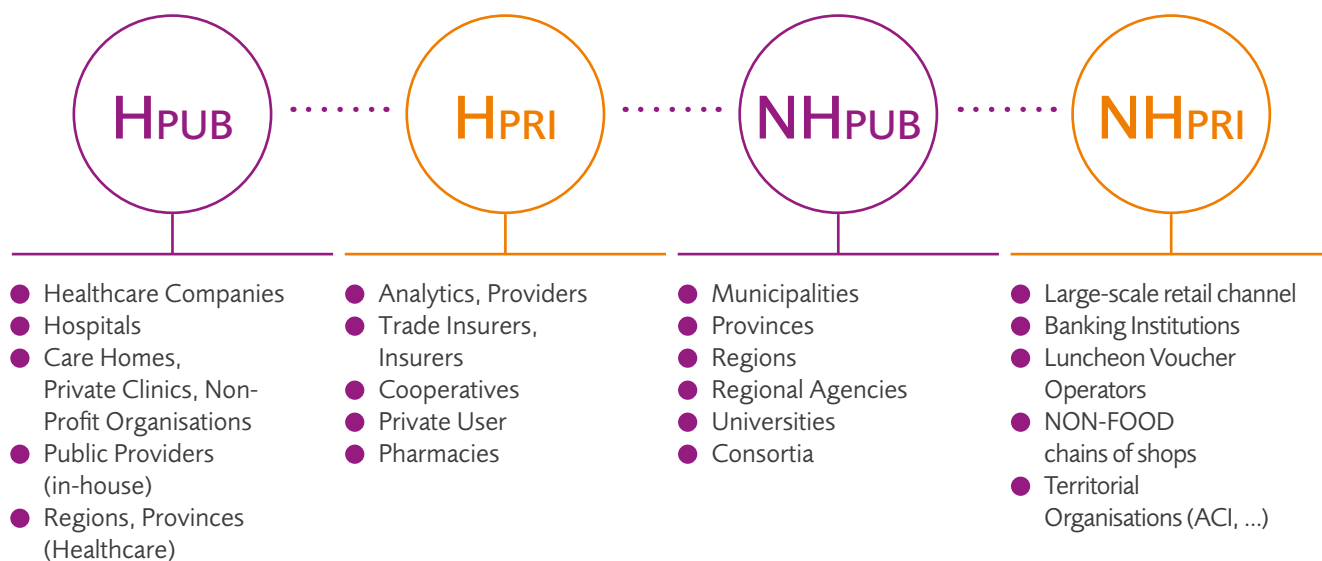 HPUB
HPRI
NHPUB
NHPRI
Healthcare Companies
Hospitals
Care Homes,
Private Clinics, Non-
Profit Organisations
Public Providers
(in-house)
Regions, Provinces
(Healthcare)
Analytics, Providers
Trade Insurers,
Insurers
Cooperatives
Private User
Pharmacies
Municipalities
Provinces
Regions
Regional Agencies
Universities
Consortia
Large-scale retail channel
Banking Institutions
Luncheon Voucher
Operators
NON-FOOD
chains of shops
Territorial
Organisations (ACI, ...)